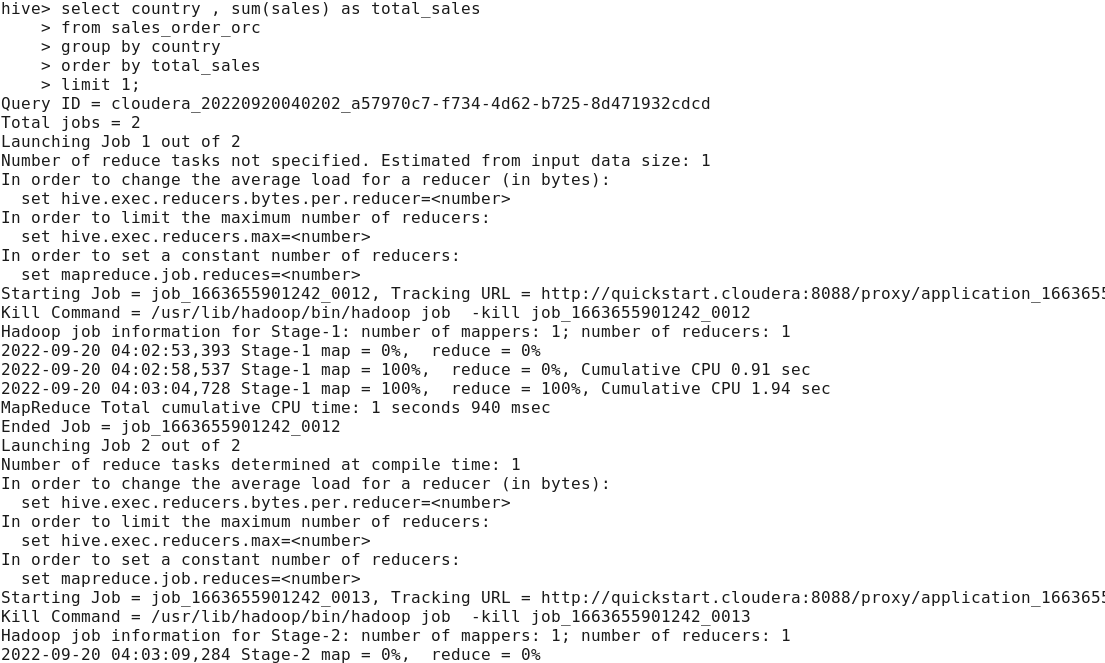 hive> select country , sum(sales) as total_sales
    > from sales_order_orc
    > group by country
    > order by total_sales
    > limit 1;
Query ID = cloudera_20220920040202_a57970c7-f734-4d62-b725-8d471932cdcd
Total jobs = 2
Launching Job 1 out of 2
Number of reduce tasks not specified. Estimated from input data size: 1
In order to change the average load for a reducer (in bytes):
  set hive.exec.reducers.bytes.per.reducer=<number>
In order to limit the maximum number of reducers:
  set hive.exec.reducers.max=<number>
In order to set a constant number of reducers:
  set mapreduce.job.reduces=<number>
Starting Job = job_1663655901242_0012, Tracking URL = http://quickstart.cloudera:8088/proxy/application_1663655
Kill Command = /usr/lib/hadoop/bin/hadoop job  -kill job_1663655901242_0012
Hadoop job information for Stage-1: number of mappers: 1; number of reducers: 1
2022-09-20 04:02:53,393 Stage-1 map = 0%,  reduce = 0%
2022-09-20 04:02:58,537 Stage-1 map = 100%,  reduce = 0%, Cumulative CPU 0.91 sec
2022-09-20 04:03:04,728 Stage-1 map = 100%,  reduce = 100%, Cumulative CPU 1.94 sec
MapReduce Total cumulative CPU time: 1 seconds 940 msec
Ended Job = job_1663655901242_0012
Launching Job 2 out of 2
Number of reduce tasks determined at compile time: 1
In order to change the average load for a reducer (in bytes):
  set hive.exec.reducers.bytes.per.reducer=<number>
In order to limit the maximum number of reducers:
  set hive.exec.reducers.max=<number>
In order to set a constant number of reducers:
  set mapreduce.job.reduces=<number>
Starting Job = job_1663655901242_0013, Tracking URL = http://quickstart.cloudera:8088/proxy/application_1663655
Kill Command = /usr/lib/hadoop/bin/hadoop job  -kill job_1663655901242_0013
Hadoop job information for Stage-2: number of mappers: 1; number of reducers: 1
2022-09-20 04:03:09,284 Stage-2 map = 0%,  reduce = 0%